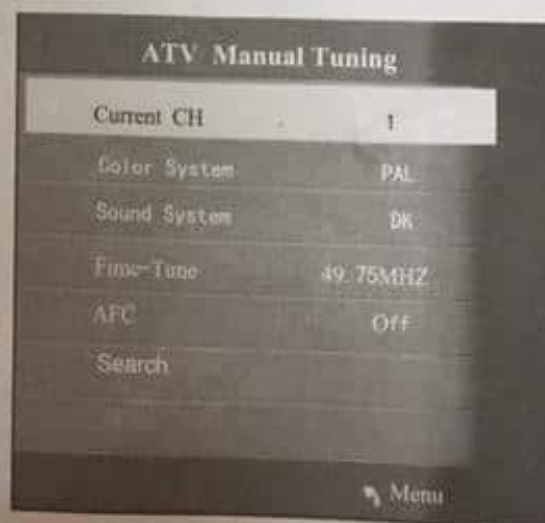 ATV Manual Tuning
Current CH 1
Color System PAL
Sound System DK
Fime-Tune 49.75MHZ
AFC Off
Search
Menu